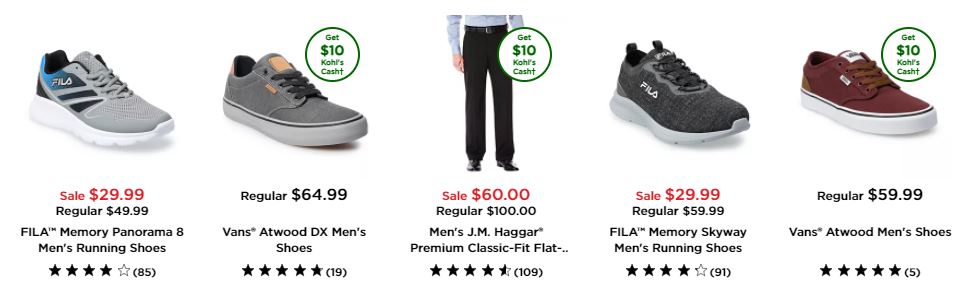 FILA
Get
$10
Kohl's
Cash‡
Get
$10
Kohl's
Cash‡
FILA
VANS
Get
$10
Kohl's
Cash‡
Sale $29.99
Regular $49.99
FILA™ Memory Panorama 8
Men's Running Shoes
(85)
Regular $64.99
Vans® Atwood DX Men's
Shoes
(19)
Sale $60.00
Regular $100.00
Men's J.M. Haggar®
Premium Classic-Fit Flat-..
(109)
Sale $29.99
Regular $59.99
FILA™ Memory Skyway
Men's Running Shoes
(91)
Regular $59.99
Vans® Atwood Men's Shoes
(5)